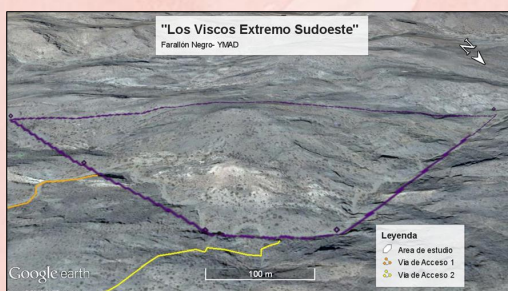 "Los Viscos Extremo Sudoeste"
Farallón Negro- YMAD
N
Leyenda
Area de estudio
Via de Acceso 1
Via de Acceso 2
Google earth
100 m